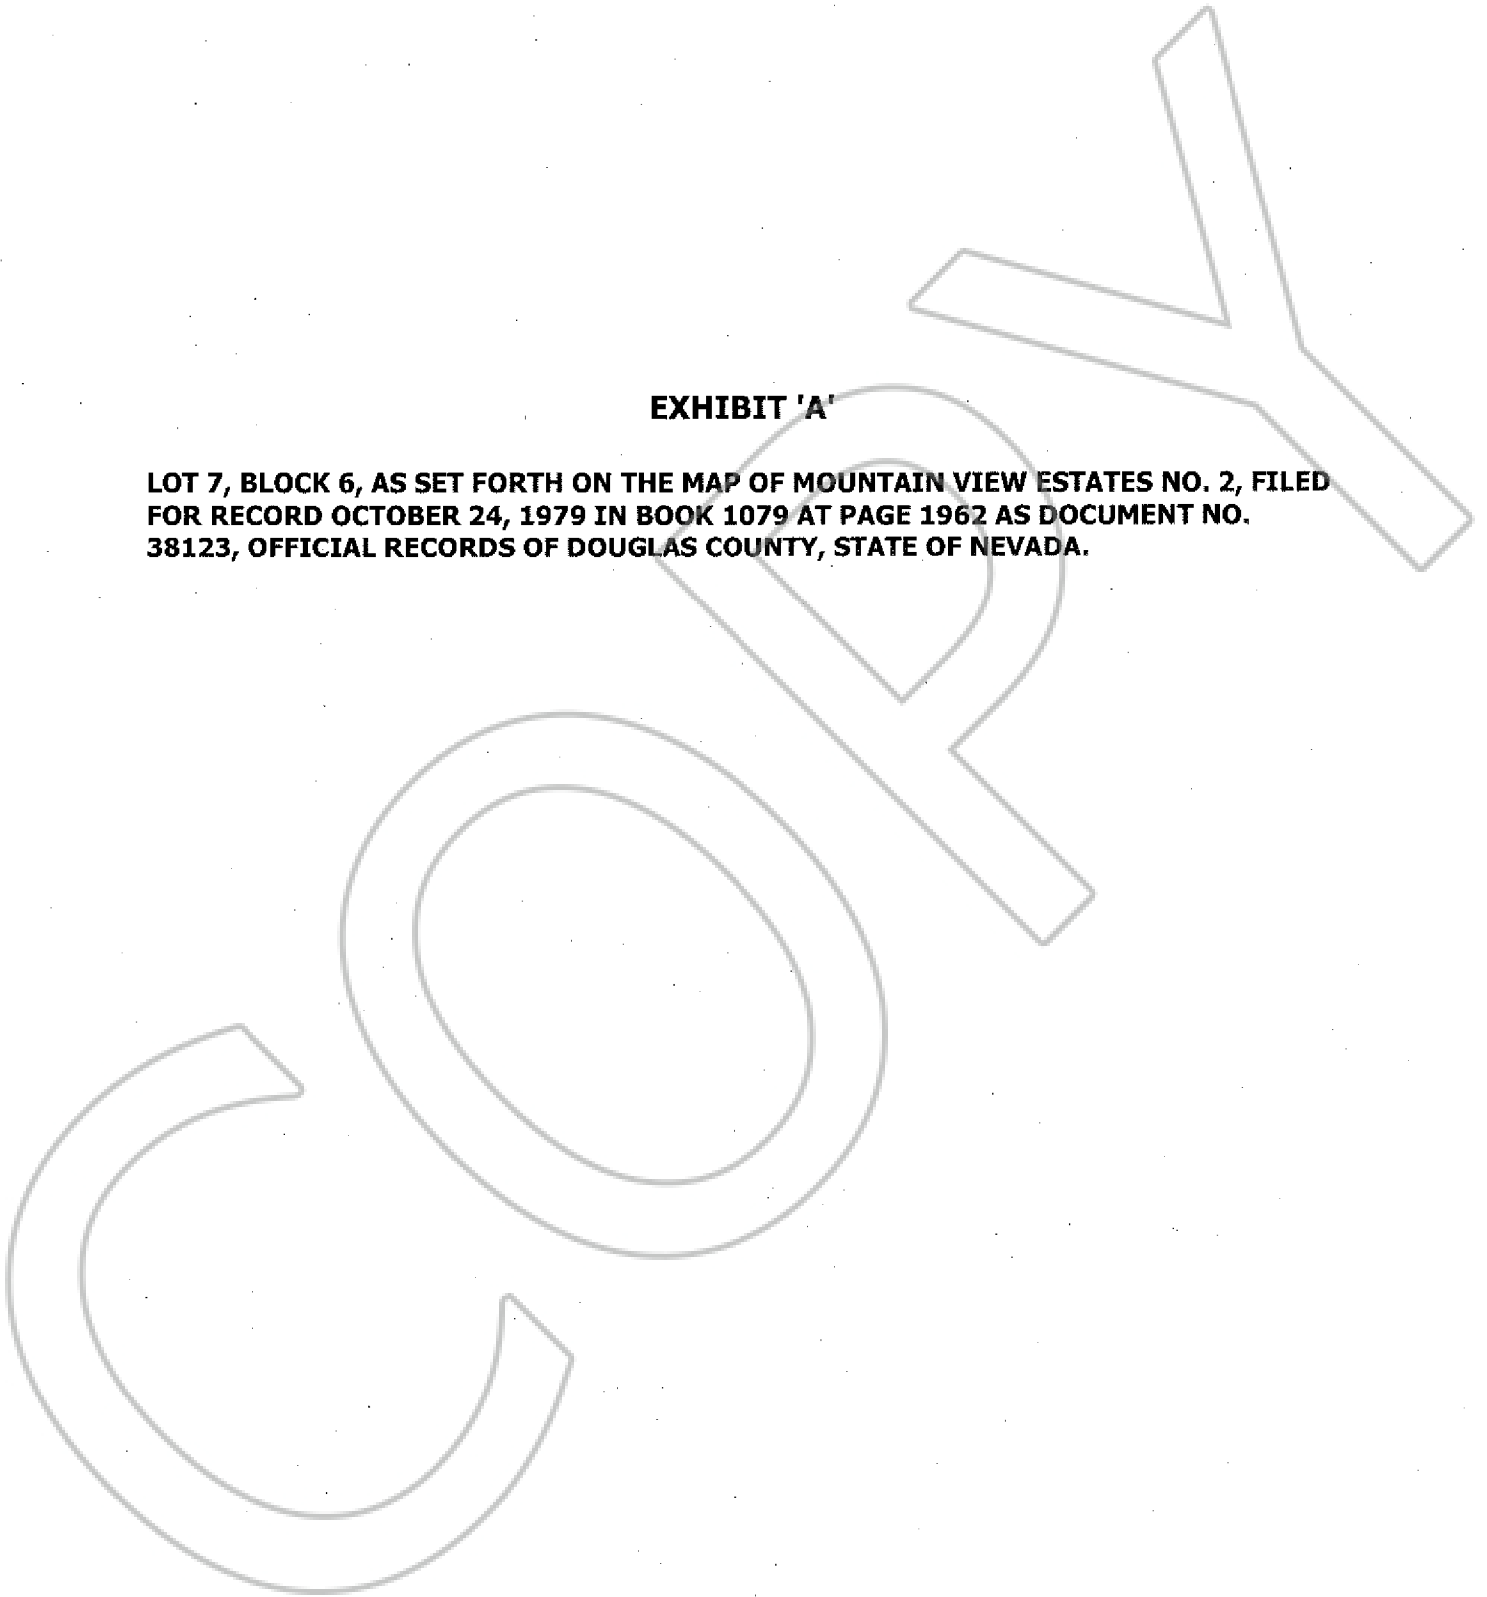 EXHIBIT 'A'
LOT 7, BLOCK 6, AS SET FORTH ON THE MAP OF MOUNTAIN VIEW ESTATES NO. 2, FILED
FOR RECORD OCTOBER 24, 1979 IN BOOK 1079 AT PAGE 1962 AS DOCUMENT NO.
38123, OFFICIAL RECORDS OF DOUGLAS COUNTY, STATE OF NEVADA.
COPY